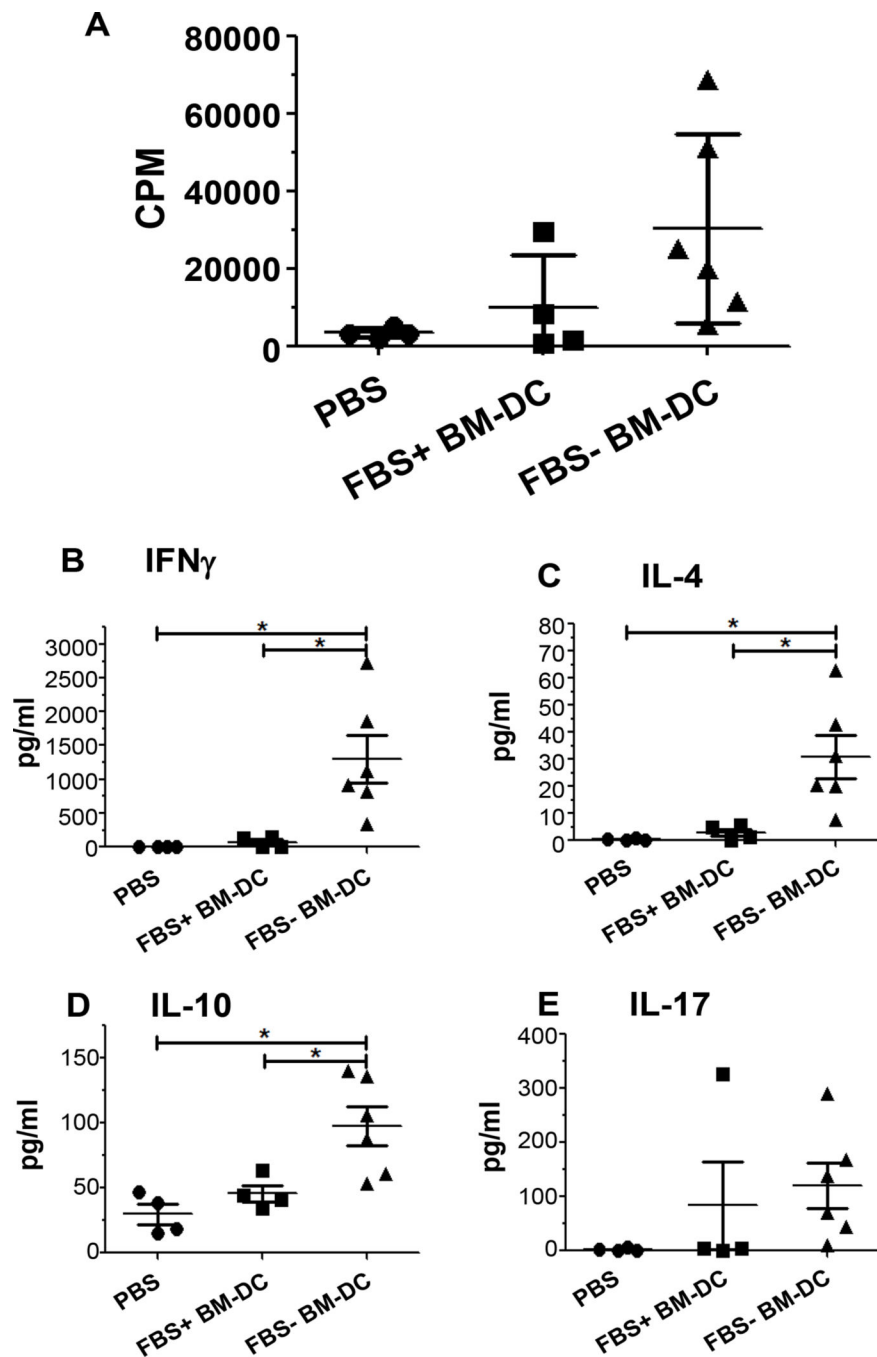 A
80000
60000
40000
20000
0
CPM
PBS
FBS+ BM-DC
FBS- BM-DC
B IFNγ
3000
2500
2000
1500
1000
500
0
pg/ml
*
*
PBS
FBS+ BM-DC
FBS- BM-DC
C IL-4
80
70
60
50
40
30
20
10
0
pg/ml
*
*
PBS
FBS+ BM-DC
FBS- BM-DC
D IL-10
150
100
50
0
pg/ml
*
*
PBS
FBS+ BM-DC
FBS- BM-DC
E IL-17
400
300
200
100
0
pg/ml
PBS
FBS+ BM-DC
FBS- BM-DC